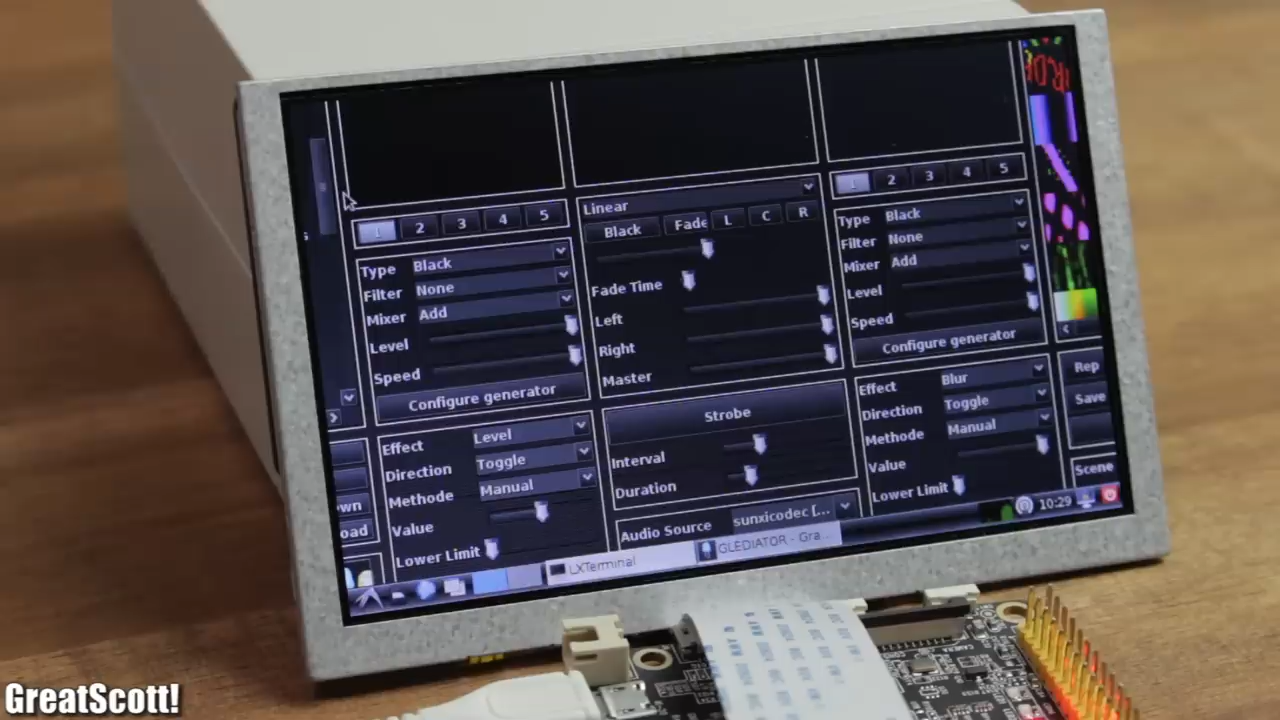 1 2 3 4 5
Type Black
Filter None
Mixer Add
Level
Speed
Configure generator
Effect Level
Direction Toggle
Methode Manual
Value
Lower Limit
Linear
Black Fade L C R
Fade Time
Left
Right
Master
Strobe
Interval
Duration
Audio Source sunxicodec [...
1 2 3 4 5
Type Black
Filter None
Mixer Add
Level
Speed
Configure generator
Effect Blur
Direction Toggle
Methode Manual
Value
Lower Limit
Rep
Save
Scene
wn
oad
LXTerminal
GLEDIATOR - Gra...
10:29
CAMERA
GreatScott!